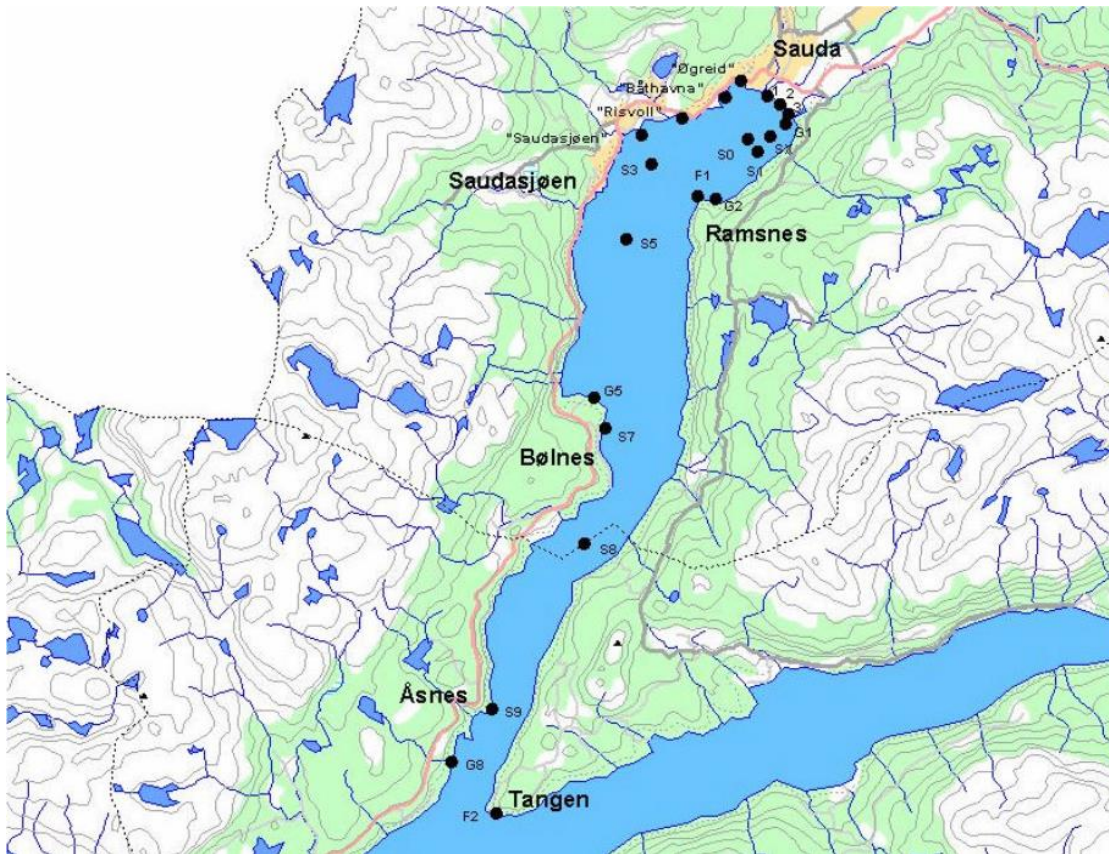 Sauda
"Øgreid"
"Båthavna"
2
3
"Risvoll"
G1
"Saudasjøen"
S0
S1
S3
F1
Saudasjøen
G2
Ramsnes
S5
G5
S7
Bølnes
S8
Åsnes
S9
G8
Tangen
F2